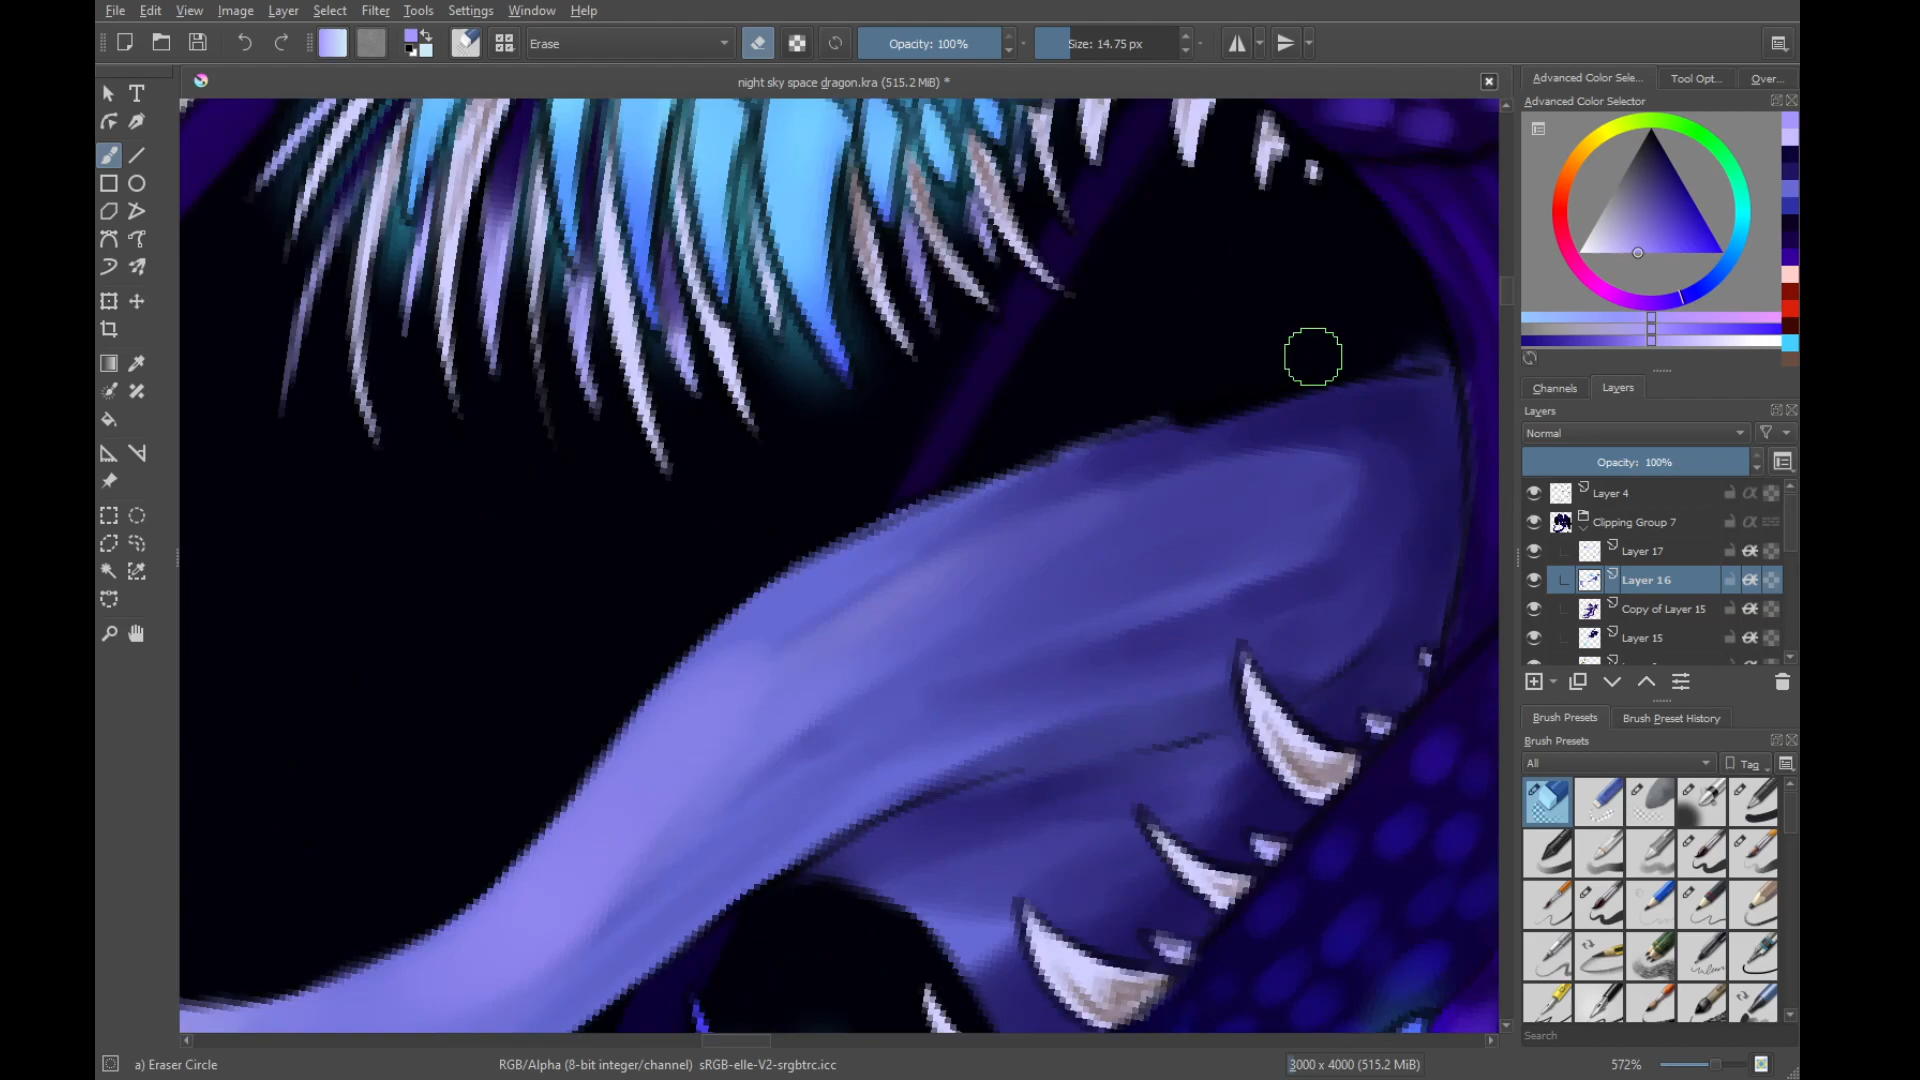 File Edit View Image Layer Select Filter Tools Settings Window Help
Erase Opacity: 100% Size: 14.75 px
night sky space dragon.kra (515.2 MiB) *
Advanced Color Sele... Tool Opt... Over...
Advanced Color Selector
Channels Layers
Layers
Normal
Opacity: 100%
Layer 4
Clipping Group 7
Layer 17
Layer 16
Copy of Layer 15
Layer 15
Brush Presets Brush Preset History
Brush Presets
All Tag
Search
a) Eraser Circle RGB/Alpha (8-bit integer/channel) sRGB-elle-V2-srgbtrc.icc 3000 x 4000 (515.2 MiB) 572%